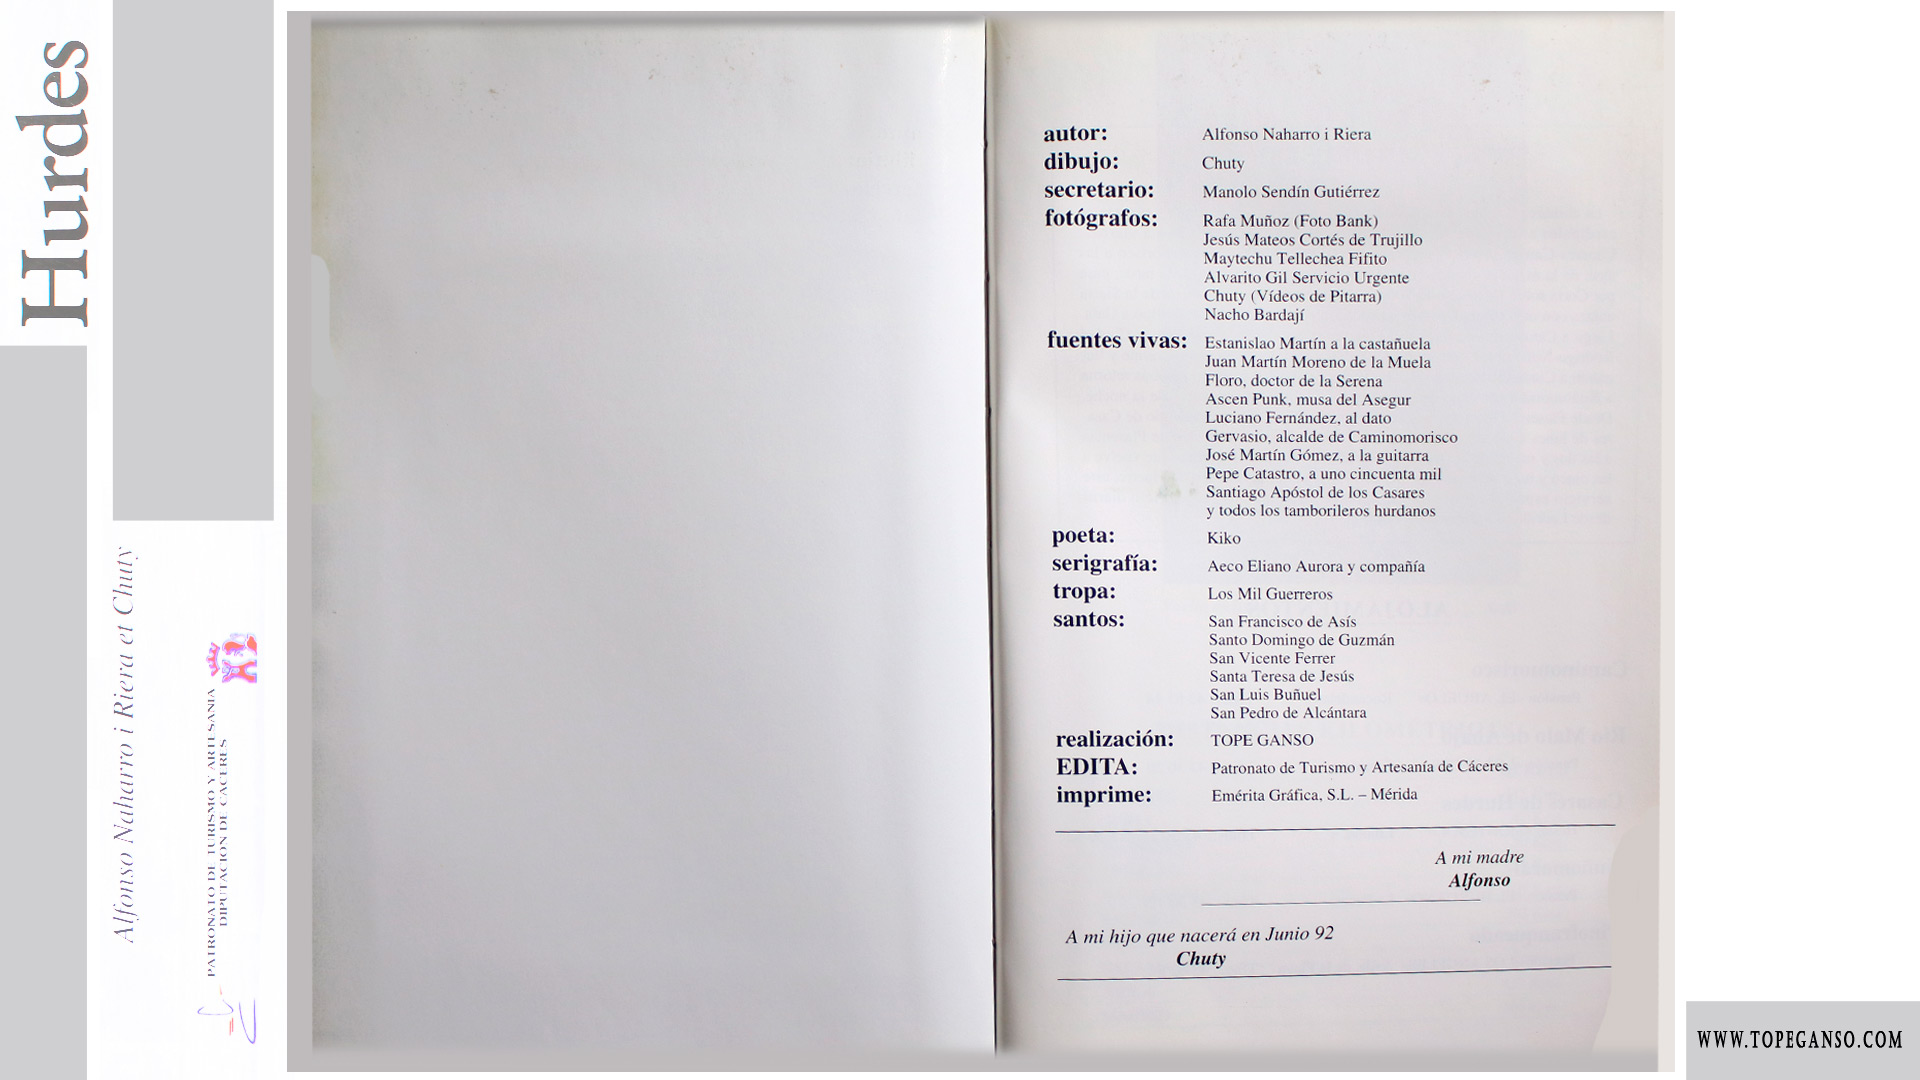 Hurdes
Alfonso Naharro i Riera et Chuty
PATRONATO DE TURISMO Y ARTESANIA
DIPUTACION DE CACERES
autor: Alfonso Naharro i Riera
dibujo: Chuty
secretario: Manolo Sendín Gutiérrez
fotógrafos: Rafa Muñoz (Foto Bank)
Jesús Mateos Cortés de Trujillo
Maytechu Tellechea Fifito
Alvarito Gil Servicio Urgente
Chuty (Vídeos de Pitarra)
Nacho Bardají
fuentes vivas: Estanislao Martín a la castañuela
Juan Martín Moreno de la Muela
Floro, doctor de la Serena
Ascen Punk, musa del Asegur
Luciano Fernández, al dato
Gervasio, alcalde de Caminomorisco
José Martín Gómez, a la guitarra
Pepe Catastro, a uno cincuenta mil
Santiago Apóstol de los Casares
y todos los tamborileros hurdanos
poeta: Kiko
serigrafía: Aeco Eliano Aurora y compañía
tropa: Los Mil Guerreros
santos: San Francisco de Asís
Santo Domingo de Guzmán
San Vicente Ferrer
Santa Teresa de Jesús
San Luis Buñuel
San Pedro de Alcántara
realización: TOPE GANSO
EDITA: Patronato de Turismo y Artesanía de Cáceres
imprime: Emérita Gráfica, S.L. – Mérida
A mi madre
Alfonso
A mi hijo que nacerá en Junio 92
Chuty
WWW.TOPEGANSO.COM